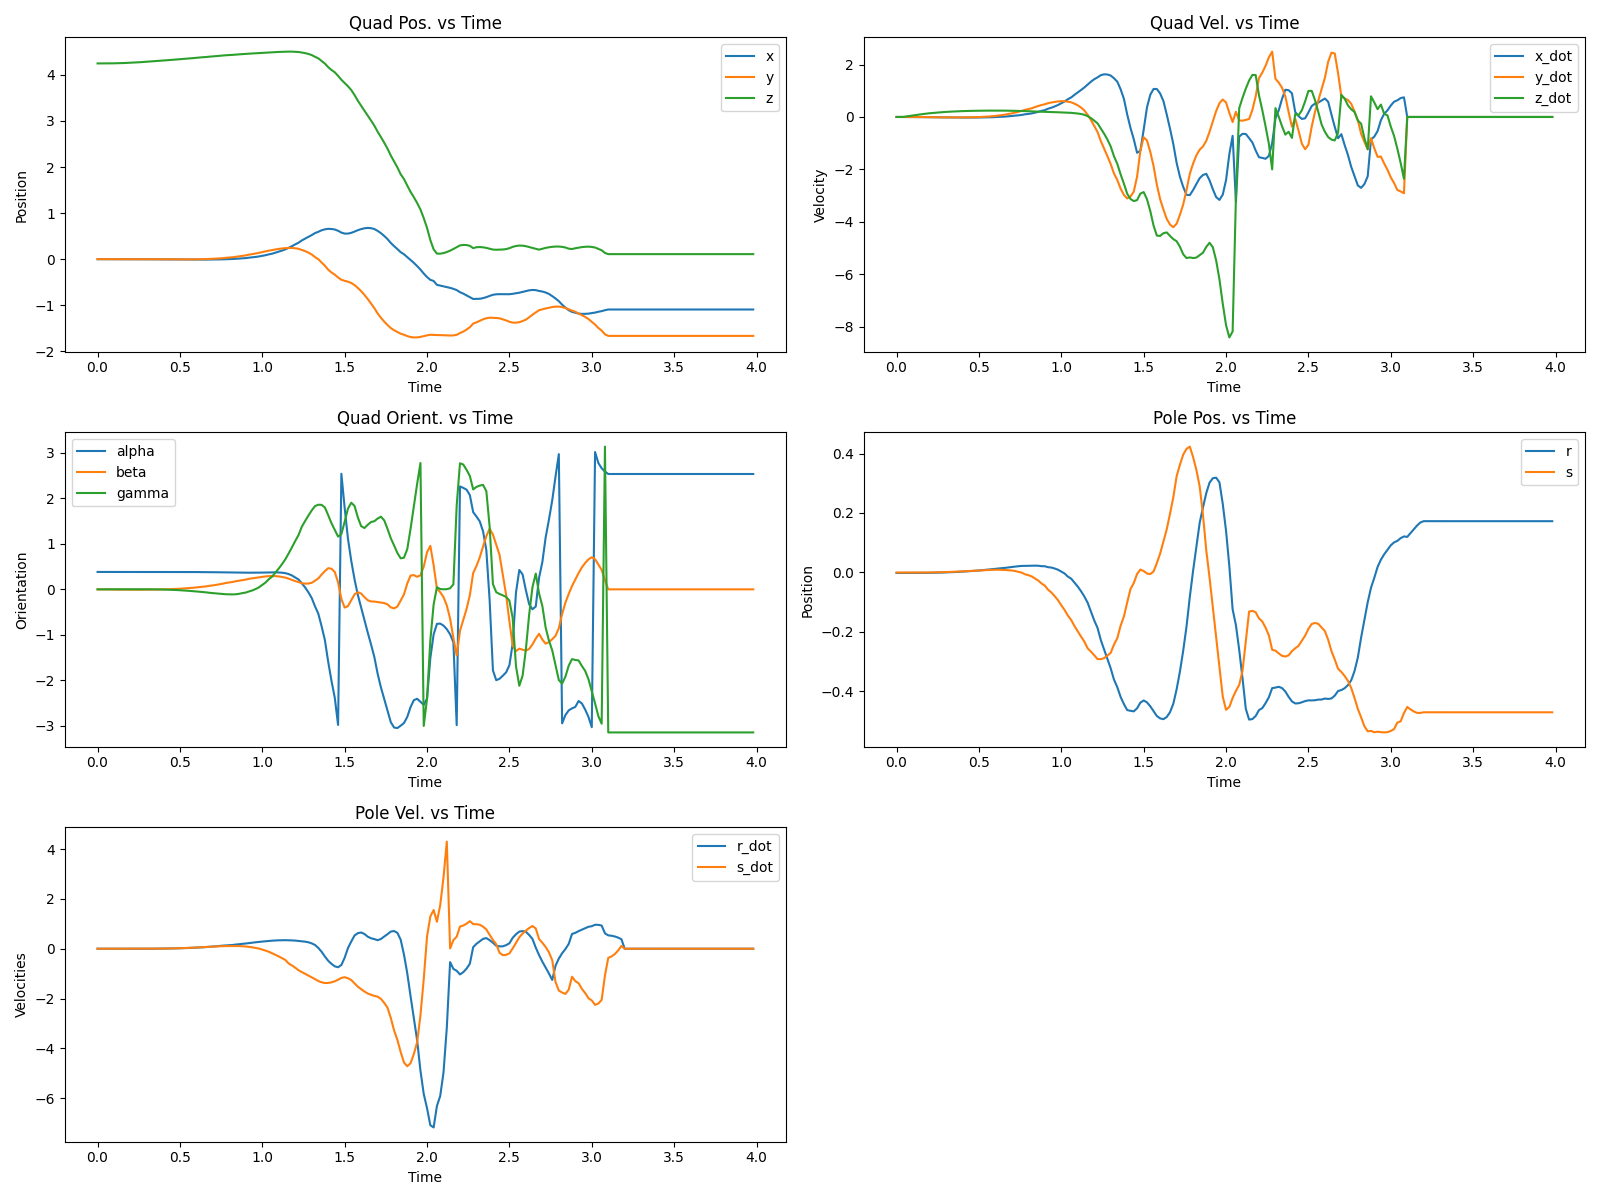 Quad Pos. vs Time
Position
4
3
2
1
0
−1
−2
x
y
z
0.0 0.5 1.0 1.5 2.0 2.5 3.0 3.5 4.0
Time
Quad Vel. vs Time
Velocity
2
0
−2
−4
−6
−8
x_dot
y_dot
z_dot
0.0 0.5 1.0 1.5 2.0 2.5 3.0 3.5 4.0
Time
Quad Orient. vs Time
Orientation
3
2
1
0
−1
−2
−3
alpha
beta
gamma
0.0 0.5 1.0 1.5 2.0 2.5 3.0 3.5 4.0
Time
Pole Pos. vs Time
Position
0.4
0.2
0.0
−0.2
−0.4
r
s
0.0 0.5 1.0 1.5 2.0 2.5 3.0 3.5 4.0
Time
Pole Vel. vs Time
Velocities
4
2
0
−2
−4
−6
r_dot
s_dot
0.0 0.5 1.0 1.5 2.0 2.5 3.0 3.5 4.0
Time